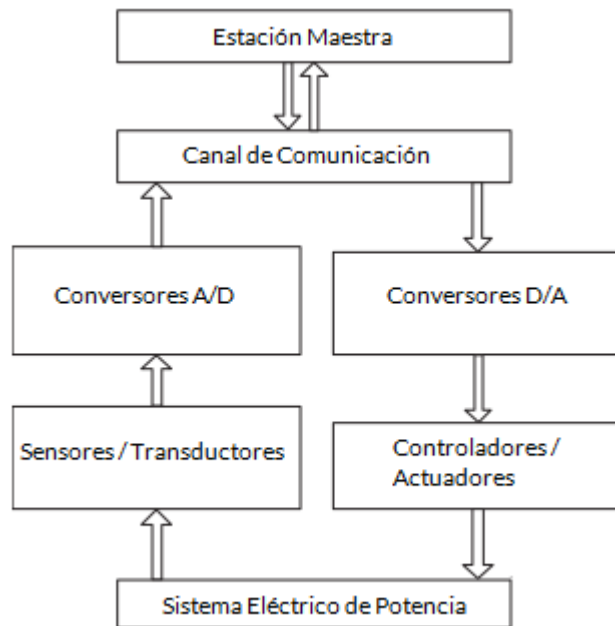 Estación Maestra
Canal de Comunicación
Conversores A/D
Conversores D/A
Sensores / Transductores
Controladores /
Actuadores
Sistema Eléctrico de Potencia